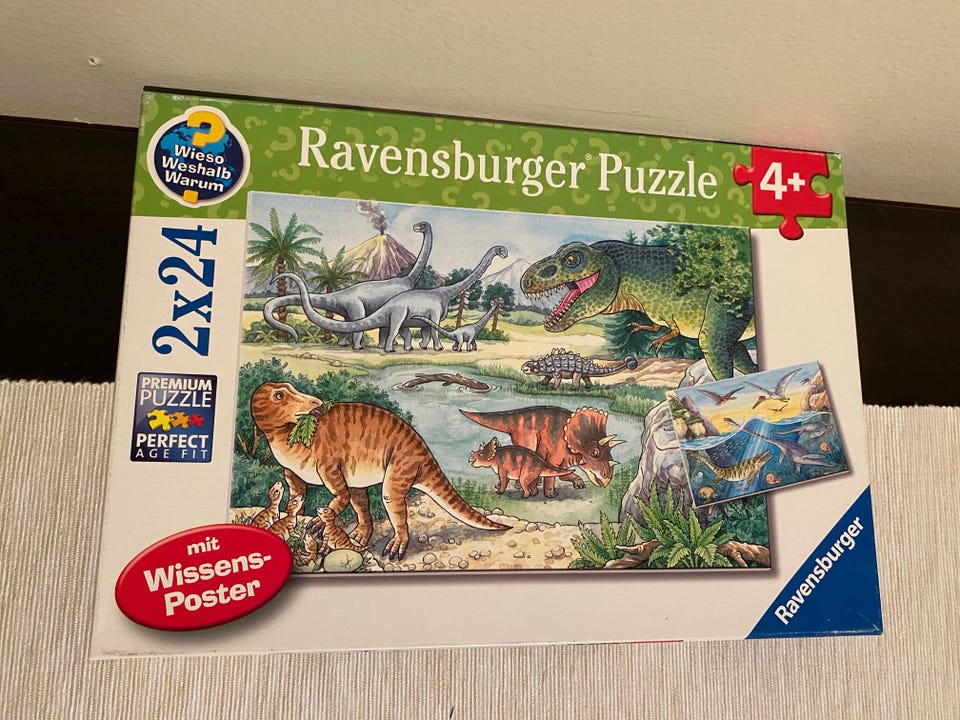 ?
Wieso
Weshalb
Warum
Ravensburger® Puzzle
4+
2x24
PREMIUM
PUZZLE
PERFECT
AGE FIT
mit
Wissens-
Poster
Ravensburger